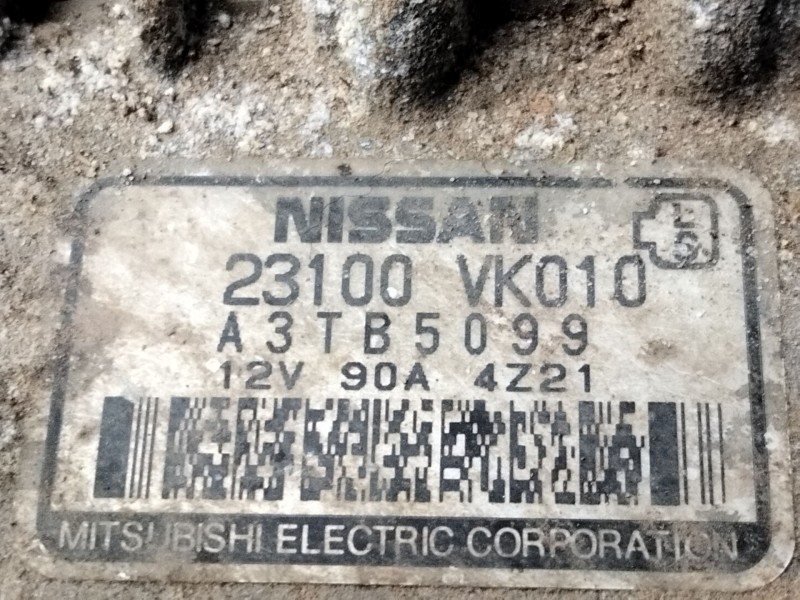 NISSAN
23100 VK010
A3TB5099
12V 90A 4Z21
MITSUBISHI ELECTRIC CORPORATION